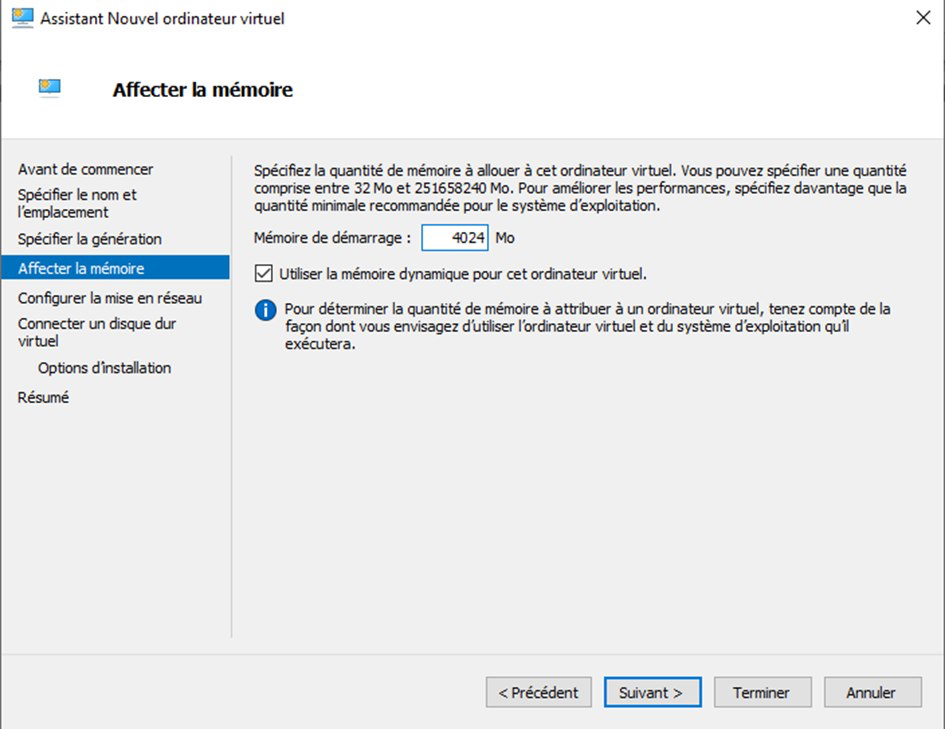 Assistant Nouvel ordinateur virtuel
Affecter la mémoire
Avant de commencer
Spécifier le nom et
l'emplacement
Spécifier la génération
Affecter la mémoire
Configurer la mise en réseau
Connecter un disque dur
virtuel
Options d'installation
Résumé
Spécifiez la quantité de mémoire à allouer à cet ordinateur virtuel. Vous pouvez spécifier une quantité
comprise entre 32 Mo et 251658240 Mo. Pour améliorer les performances, spécifiez davantage que la
quantité minimale recommandée pour le système d'exploitation.
Mémoire de démarrage : 4024 Mo
Utiliser la mémoire dynamique pour cet ordinateur virtuel.
Pour déterminer la quantité de mémoire à attribuer à un ordinateur virtuel, tenez compte de la
façon dont vous envisagez d'utiliser l'ordinateur virtuel et du système d'exploitation qu'il
exécutera.
< Précédent Suivant > Terminer Annuler